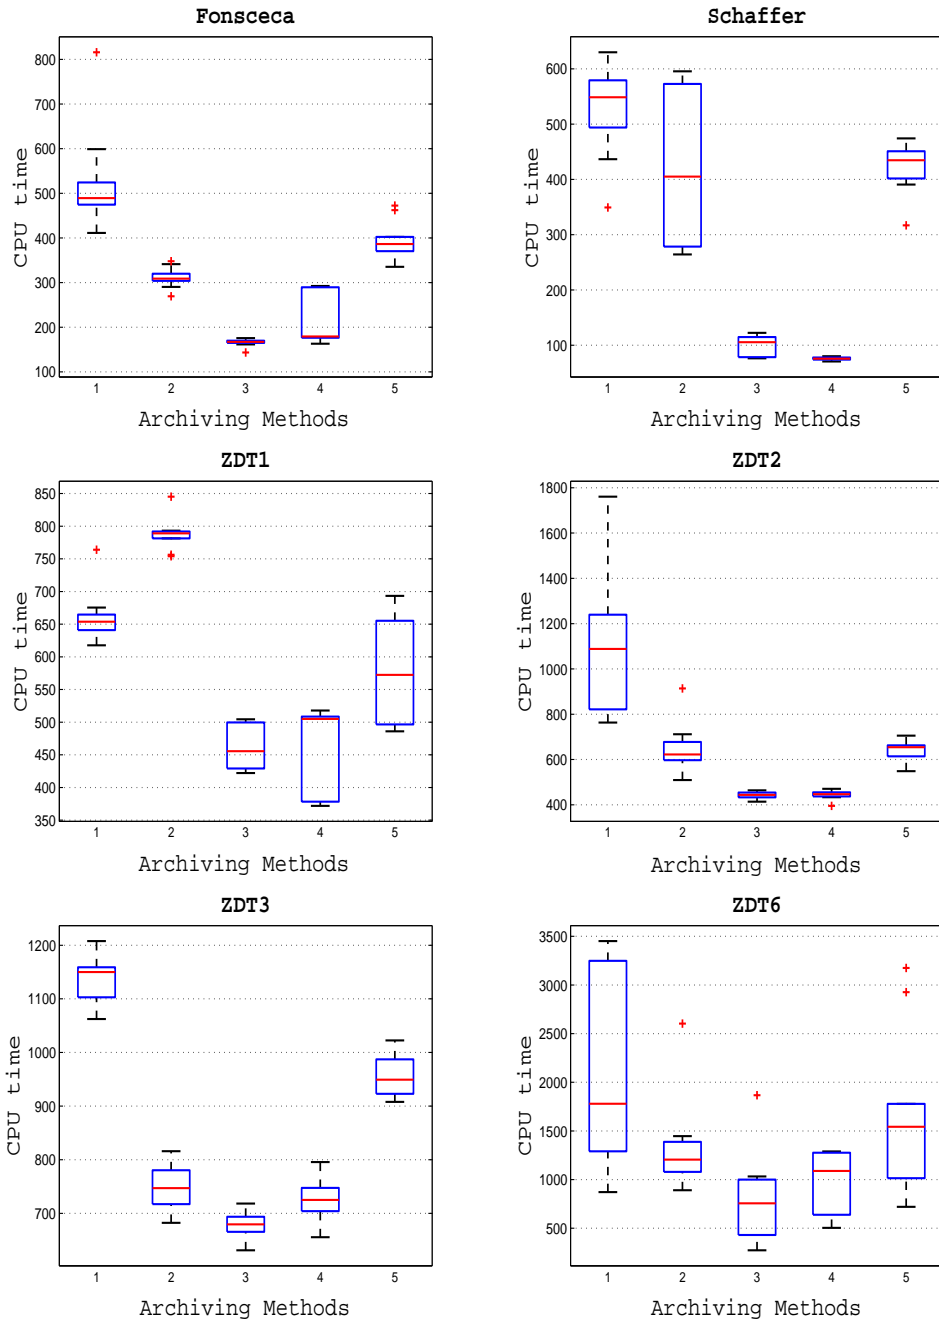 Fonsceca
800
700
600
500
400
300
200
100
CPU time
1 2 3 4 5
Archiving Methods
Schaffer
600
500
400
300
200
100
CPU time
1 2 3 4 5
Archiving Methods
ZDT1
850
800
750
700
650
600
550
500
450
400
350
CPU time
1 2 3 4 5
Archiving Methods
ZDT2
1800
1600
1400
1200
1000
800
600
400
CPU time
1 2 3 4 5
Archiving Methods
ZDT3
1200
1100
1000
900
800
700
CPU time
1 2 3 4 5
Archiving Methods
ZDT6
3500
3000
2500
2000
1500
1000
500
CPU time
1 2 3 4 5
Archiving Methods